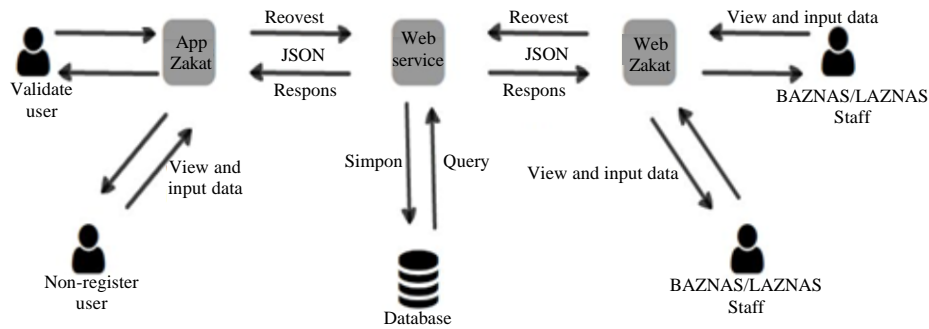 Reovest
Reovest
View and input data
App
Zakat
JSON
Web
service
JSON
Web
Zakat
Respons
Respons
Validate
user
BAZNAS/LAZNAS
Staff
View and
input data
Simpon
Query
View and input data
Non-register
user
BAZNAS/LAZNAS
Staff
Database